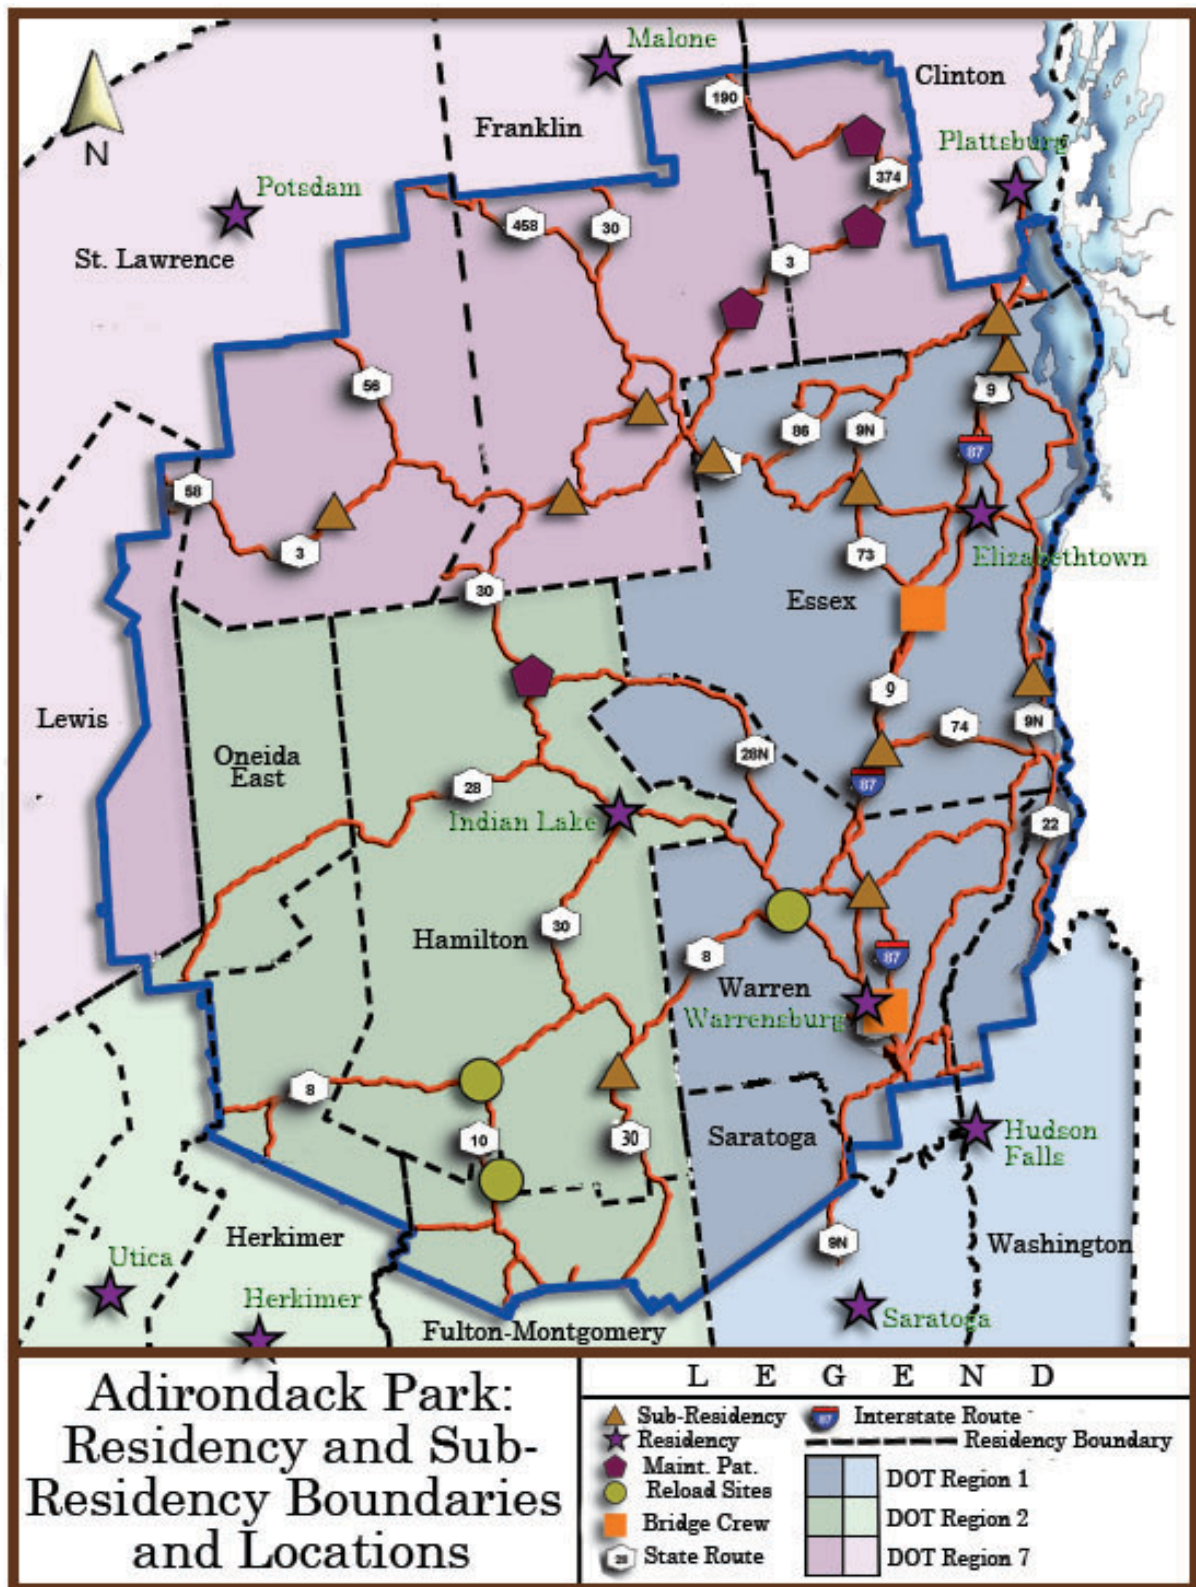 Malone
Clinton
190
Franklin
Plattsburg
N
374
Potsdam
458
30
St. Lawrence
3
56
9
86
9N
87
58
3
73
Elizabethtown
30
Essex
9
Lewis
74
9N
Oneida
East
28N
28
87
Indian Lake
22
30
Hamilton
8
87
Warren
Warrensburg
8
10
30
Saratoga
Hudson
Falls
Herkimer
9N
Washington
Utica
Herkimer
Saratoga
Fulton-Montgomery
Adirondack Park:
Residency and Sub-
Residency Boundaries
and Locations
LEGEND
Sub-Residency
Residency
Maint. Pat.
Reload Sites
Bridge Crew
28 State Route
87 Interstate Route
Residency Boundary
DOT Region 1
DOT Region 2
DOT Region 7